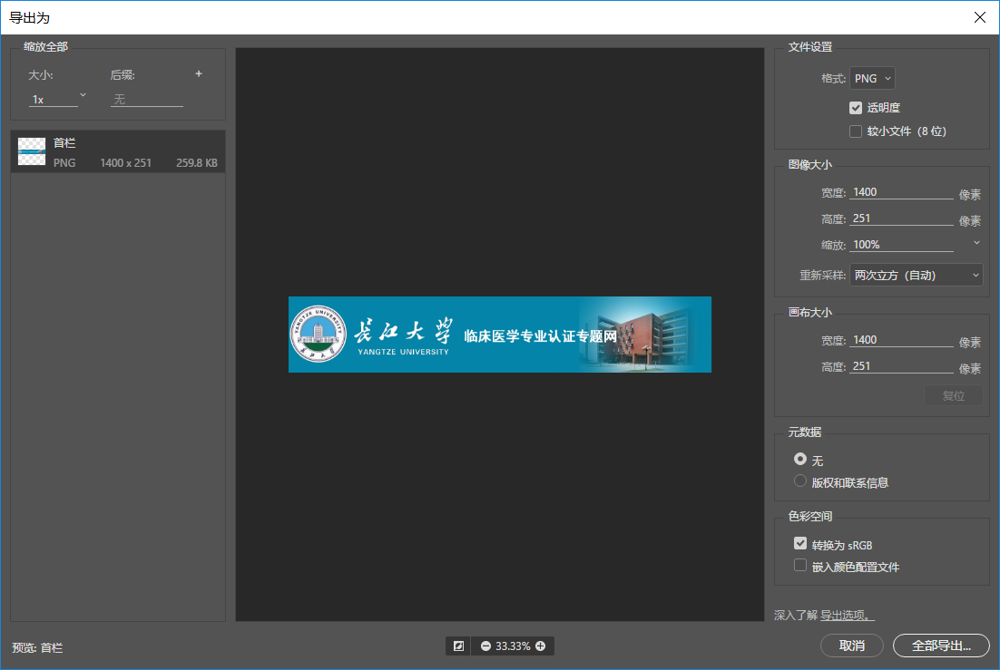 导出为
缩放全部
大小: 后缀: +
1x 无
首栏
PNG 1400 x 251 259.8 KB
YANGTZE UNIVERSITY
长江大学
长江大学
YANGTZE UNIVERSITY
临床医学专业认证专题网
文件设置
格式: PNG
透明度
较小文件（8 位）
图像大小
宽度: 1400 像素
高度: 251 像素
缩放: 100%
重新采样: 两次立方（自动）
画布大小
宽度: 1400 像素
高度: 251 像素
复位
元数据
无
版权和联系信息
色彩空间
转换为 sRGB
嵌入颜色配置文件
深入了解 导出选项。
预览: 首栏
33.33%
取消
全部导出...